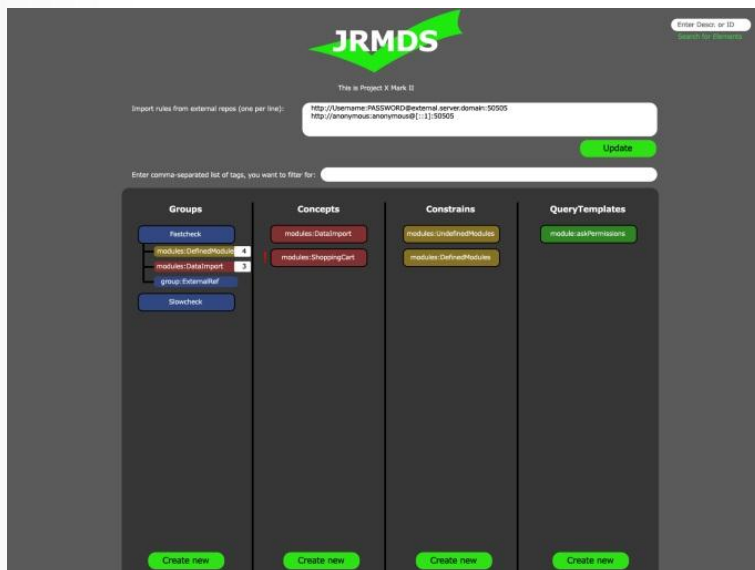 JRMDS
Enter Descr. or ID
Search for Elements
This is Project X Mark II
Import rules from external repos (one per line):
http://Username:PASSWORD@external.server.domain:50505
http://anonymous:anonymous@[::1]:50505
Update
Enter comma-separated list of tags, you want to filter for:
Groups
Fastcheck
modules:DefinedModule 4
modules:DataImport 3
group:ExternalRef
Slowcheck
Create new
Concepts
modules:DataImport
! modules:ShoppingCart
Create new
Constrains
modules:UndefinedModules
modules:DefinedModules
Create new
QueryTemplates
module:askPermissions
Create new